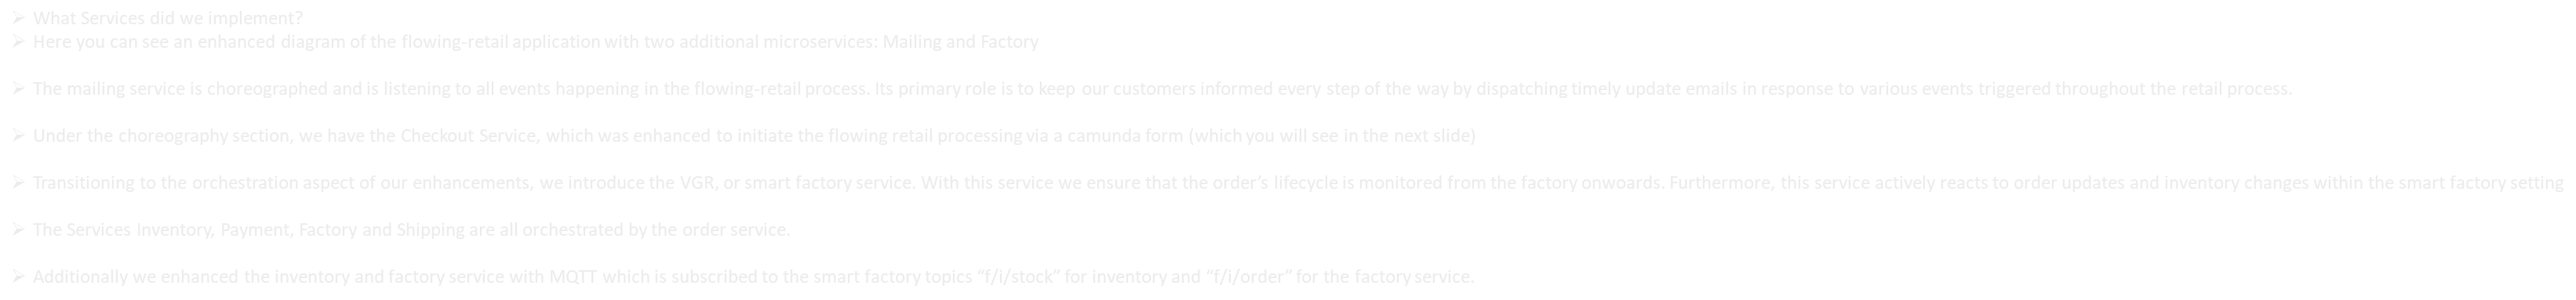 ➢ What Services did we implement?
➢ Here you can see an enhanced diagram of the flowing-retail application with two additional microservices: Mailing and Factory
➢ The mailing service is choreographed and is listening to all events happening in the flowing-retail process. Its primary role is to keep our customers informed every step of the way by dispatching timely update emails in response to various events triggered throughout the retail process.
➢ Under the choreography section, we have the Checkout Service, which was enhanced to initiate the flowing retail processing via a camunda form (which you will see in the next slide)
➢ Transitioning to the orchestration aspect of our enhancements, we introduce the VGR, or smart factory service. With this service we ensure that the order’s lifecycle is monitored from the factory onwoards. Furthermore, this service actively reacts to order updates and inventory changes within the smart factory setting
➢ The Services Inventory, Payment, Factory and Shipping are all orchestrated by the order service.
➢ Additionally we enhanced the inventory and factory service with MQTT which is subscribed to the smart factory topics “f/i/stock” for Inventory and “f/i/order” for the factory service.